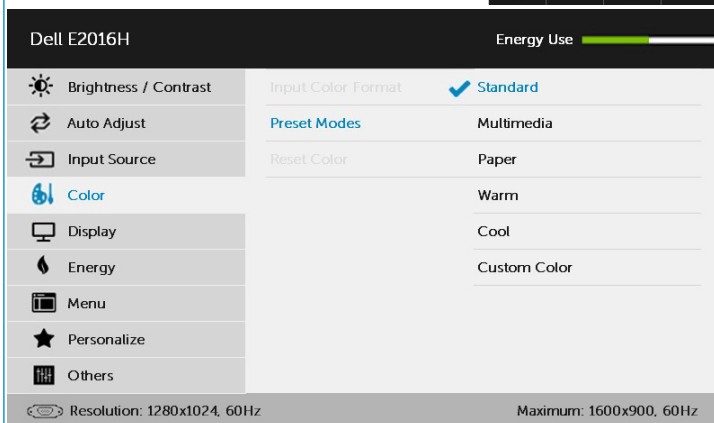 Dell E2016H
Energy Use
Brightness / Contrast
Auto Adjust
Input Source
Color
Display
Energy
Menu
Personalize
Others
Input Color Format
Preset Modes
Reset Color
Standard
Multimedia
Paper
Warm
Cool
Custom Color
Resolution: 1280x1024, 60Hz
Maximum: 1600x900, 60Hz